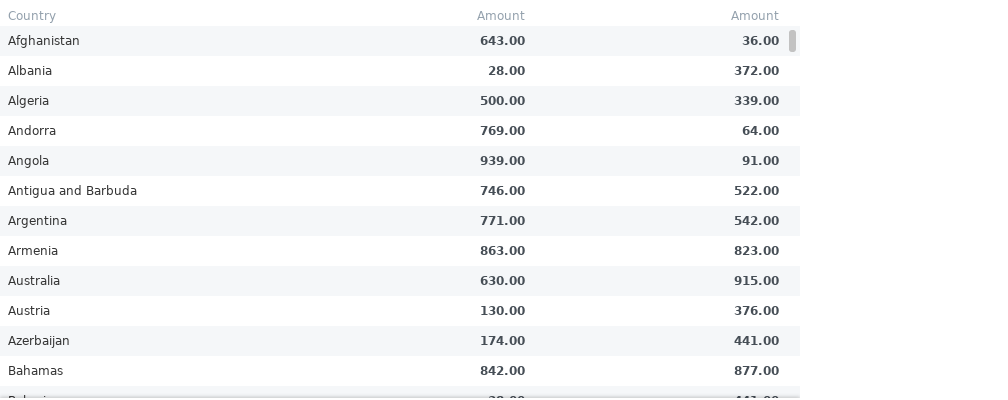 Country Amount Amount
Afghanistan 643.00 36.00
Albania 28.00 372.00
Algeria 500.00 339.00
Andorra 769.00 64.00
Angola 939.00 91.00
Antigua and Barbuda 746.00 522.00
Argentina 771.00 542.00
Armenia 863.00 823.00
Australia 630.00 915.00
Austria 130.00 376.00
Azerbaijan 174.00 441.00
Bahamas 842.00 877.00